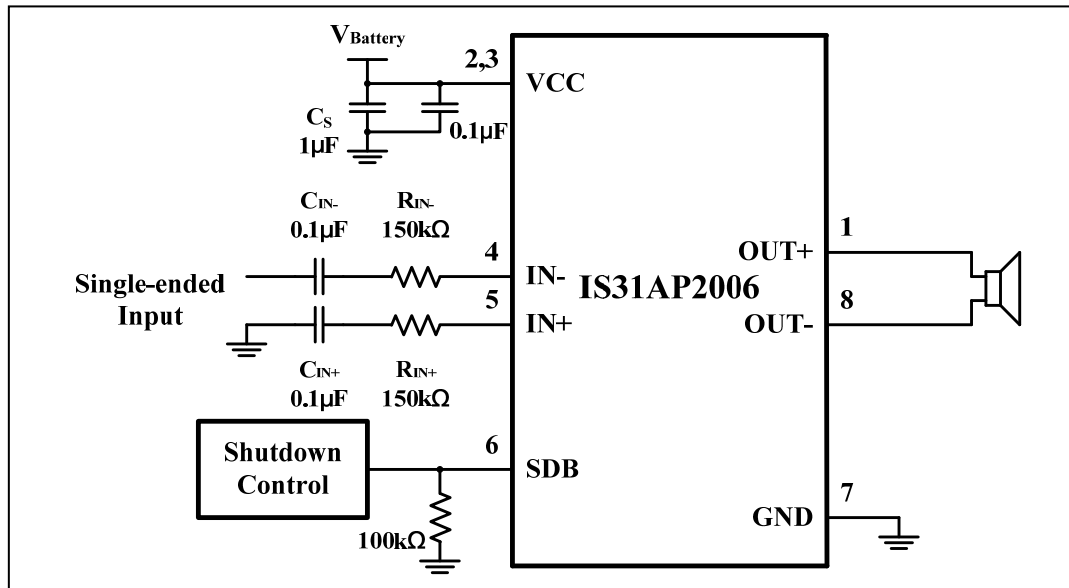 VBattery
2,3
VCC
CS
1µF
0.1µF
CIN-
0.1µF
RIN-
150kΩ
4
IN-
Single-ended
Input
5
IN+
CIN+
0.1µF
RIN+
150kΩ
IS31AP2006
OUT+
1
OUT-
8
Shutdown
Control
6
SDB
100kΩ
7
GND